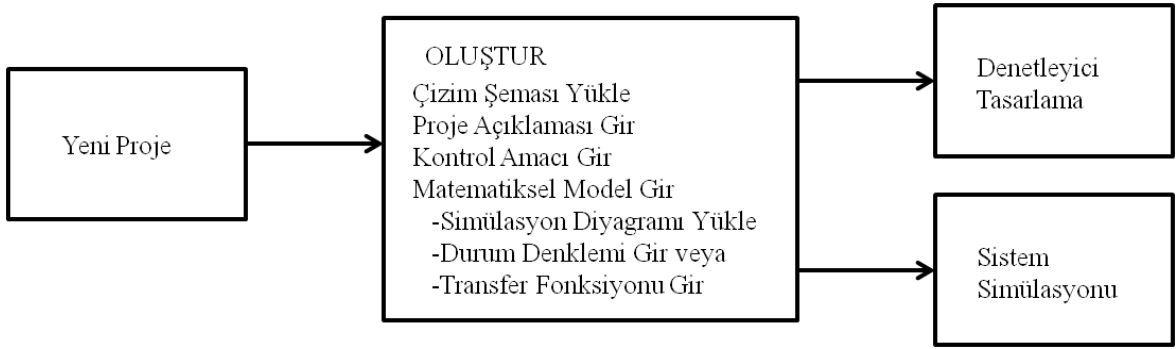 Yeni Proje
OLUŞTUR
Çizim Şeması Yükle
Proje Açıklaması Gir
Kontrol Amacı Gir
Matematiksel Model Gir
-Simülasyon Diyagramı Yükle
-Durum Denklemi Gir veya
-Transfer Fonksiyonu Gir
Denetleyici
Tasarlama
Sistem
Simülasyonu